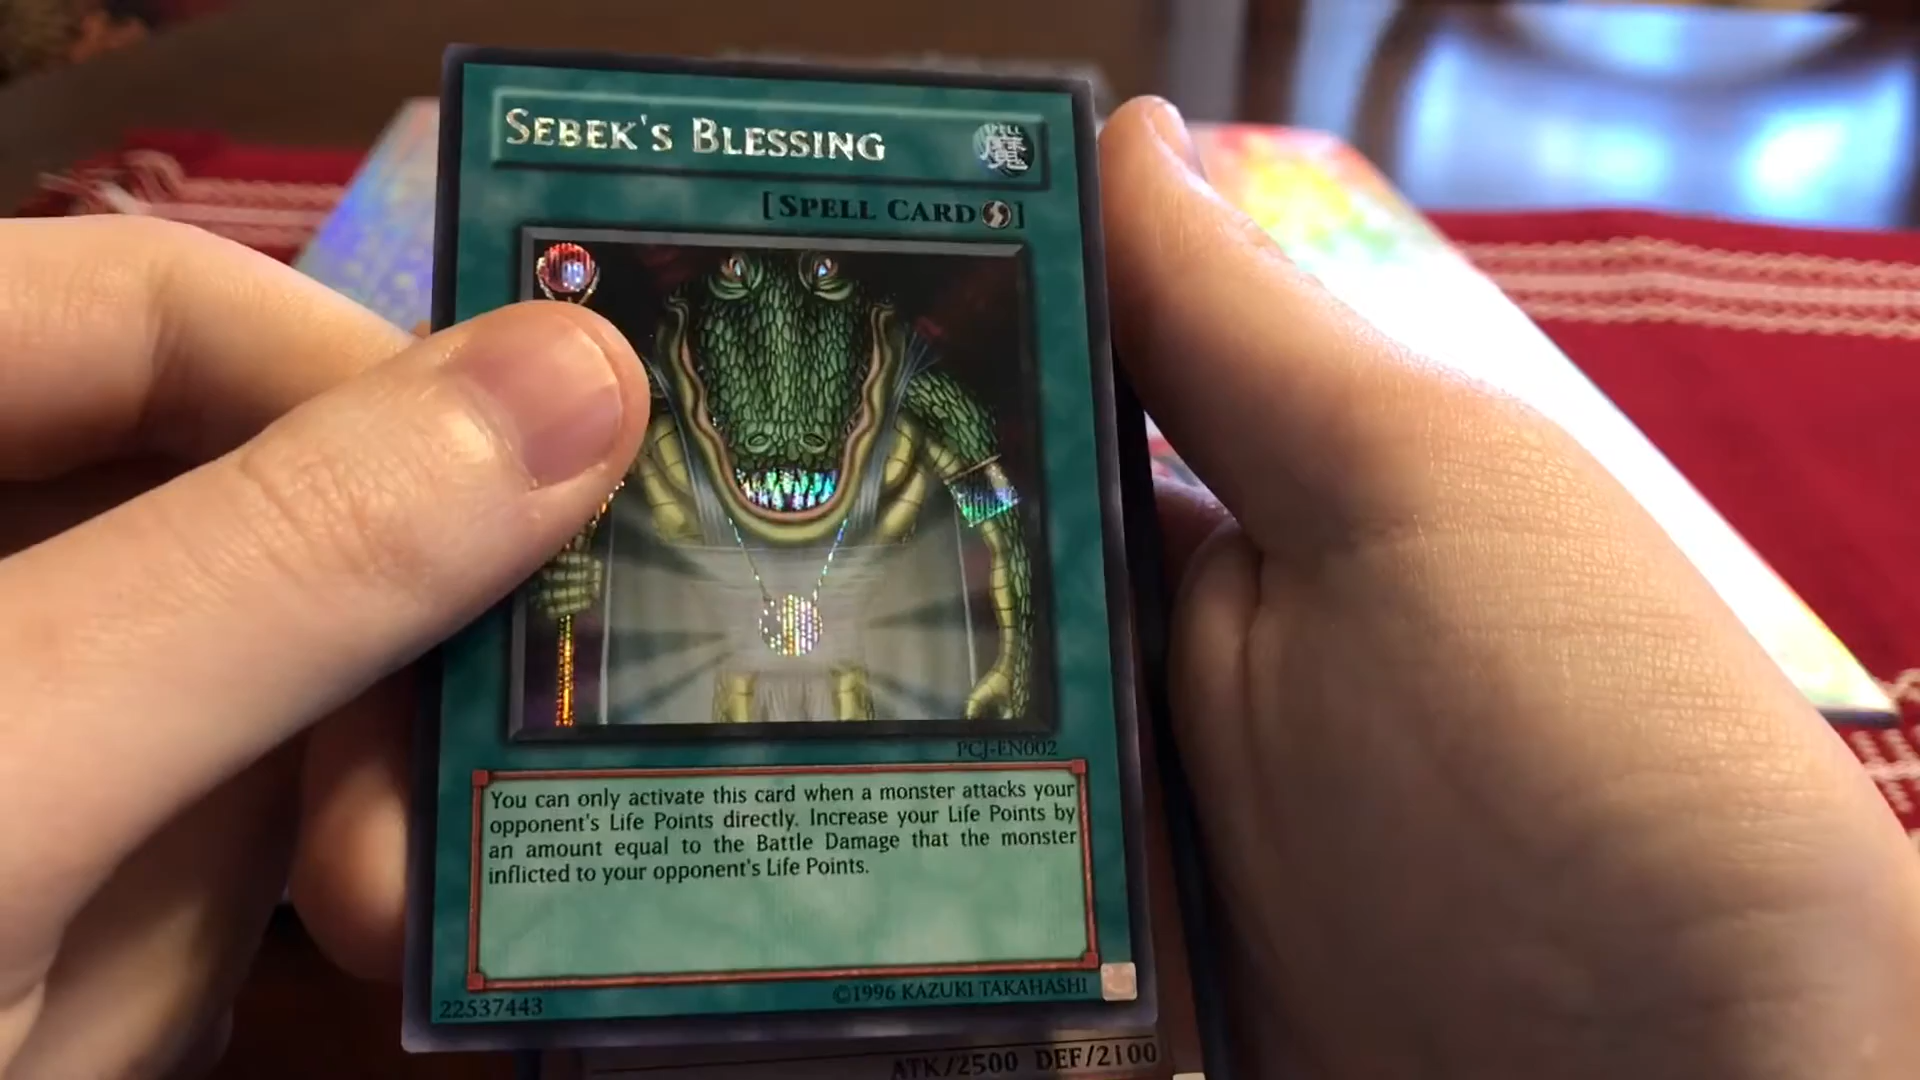 SEBEK'S BLESSING
SPELL
魔
[SPELL CARD]
PCJ-EN002
You can only activate this card when a monster attacks your
opponent's Life Points directly. Increase your Life Points by
an amount equal to the Battle Damage that the monster
inflicted to your opponent's Life Points.
22537443
©1996 KAZUKI TAKAHASHI
ATK/2500 DEF/2100